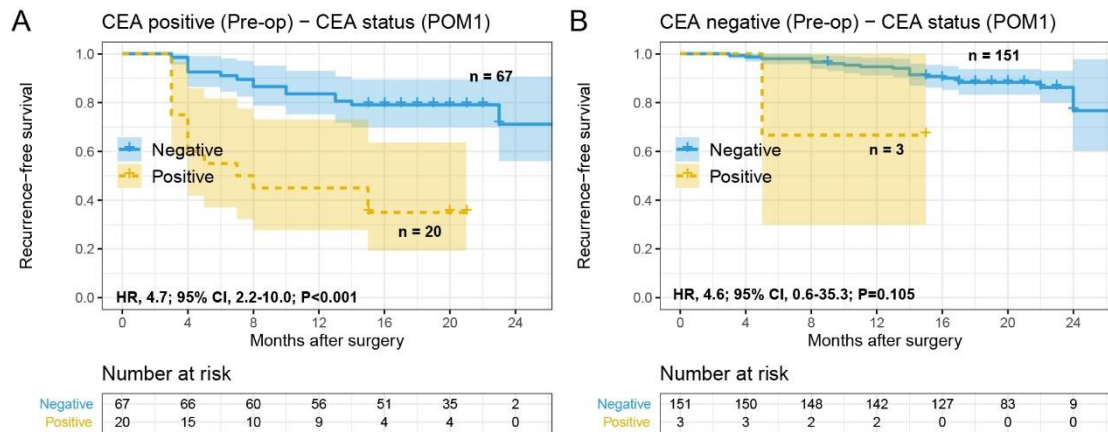 A
CEA positive (Pre-op) − CEA status (POM1)
Recurrence-free survival
1.0
0.8
0.6
0.4
0.2
0.0
n = 67
Negative
Positive
n = 20
HR, 4.7; 95% CI, 2.2-10.0; P<0.001
0 4 8 12 16 20 24
Months after surgery
Number at risk
Negative 67 66 60 56 51 35 2
Positive 20 15 10 9 4 4 0
B
CEA negative (Pre-op) − CEA status (POM1)
Recurrence-free survival
1.0
0.8
0.6
0.4
0.2
0.0
n = 151
Negative
Positive
n = 3
HR, 4.6; 95% CI, 0.6-35.3; P=0.105
0 4 8 12 16 20 24
Months after surgery
Number at risk
Negative 151 150 148 142 127 83 9
Positive 3 3 2 2 0 0 0